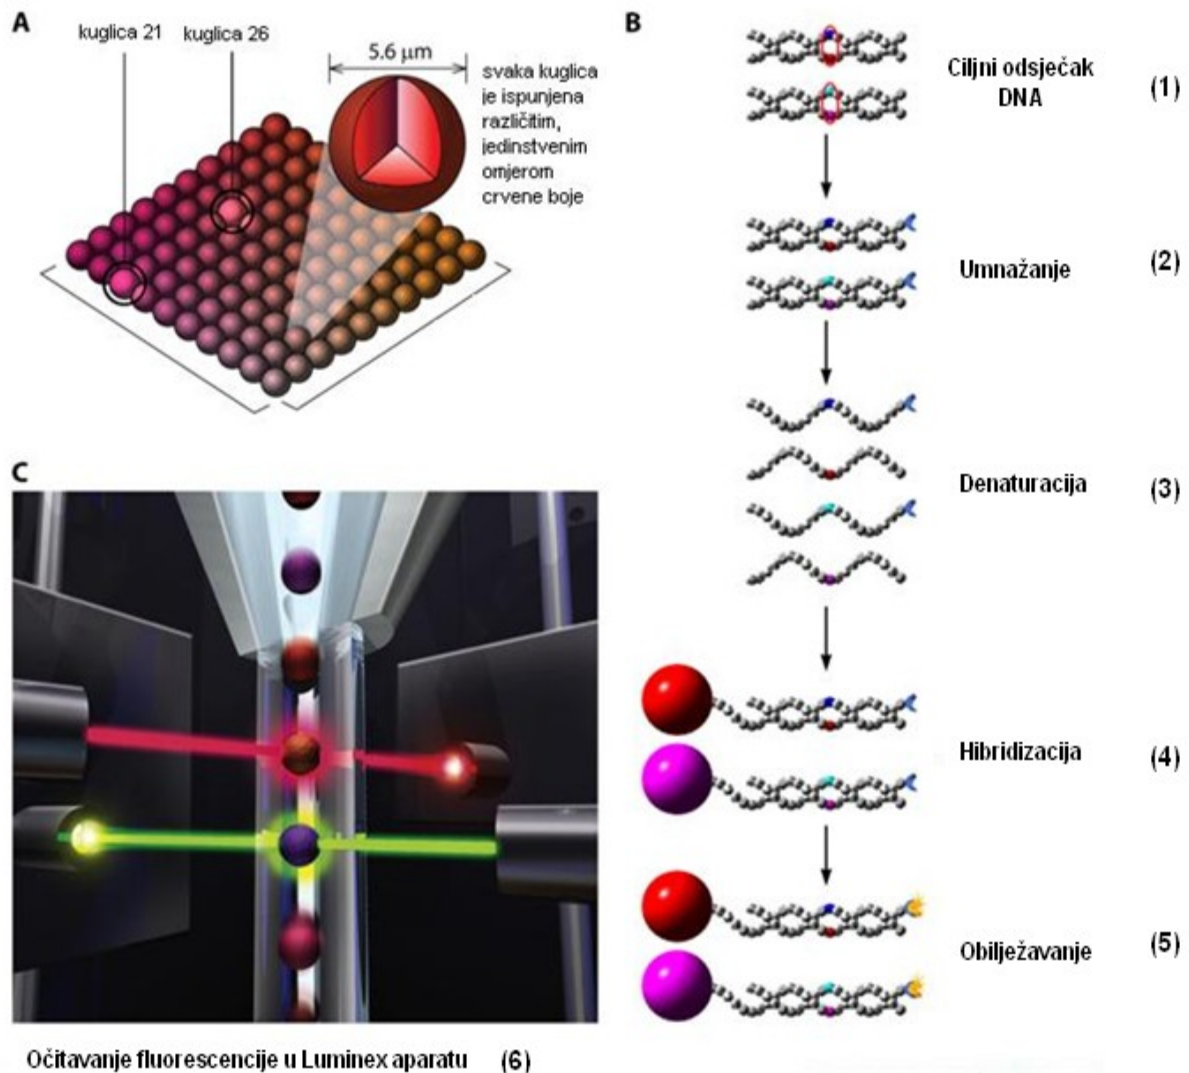 A
kuglica 21
kuglica 26
5.6 µm
svaka kuglica
je ispunjena
različitim,
jedinstvenim
omjerom
crvene boje
B
Ciljni odsječak
DNA
(1)
Umnažanje
(2)
Denaturacija
(3)
Hibridizacija
(4)
Obilježavanje
(5)
C
Očitavanje fluorescencije u Luminex aparatu (6)